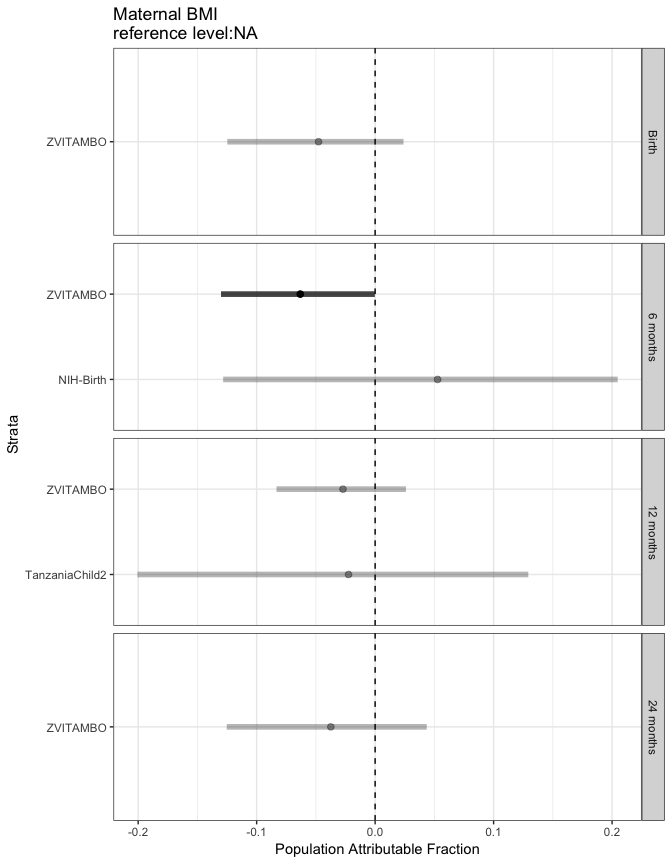 Maternal BMI
reference level:NA
Strata
ZVITAMBO
Birth
ZVITAMBO
NIH-Birth
6 months
ZVITAMBO
TanzaniaChild2
12 months
ZVITAMBO
24 months
-0.2 -0.1 0.0 0.1 0.2
Population Attributable Fraction